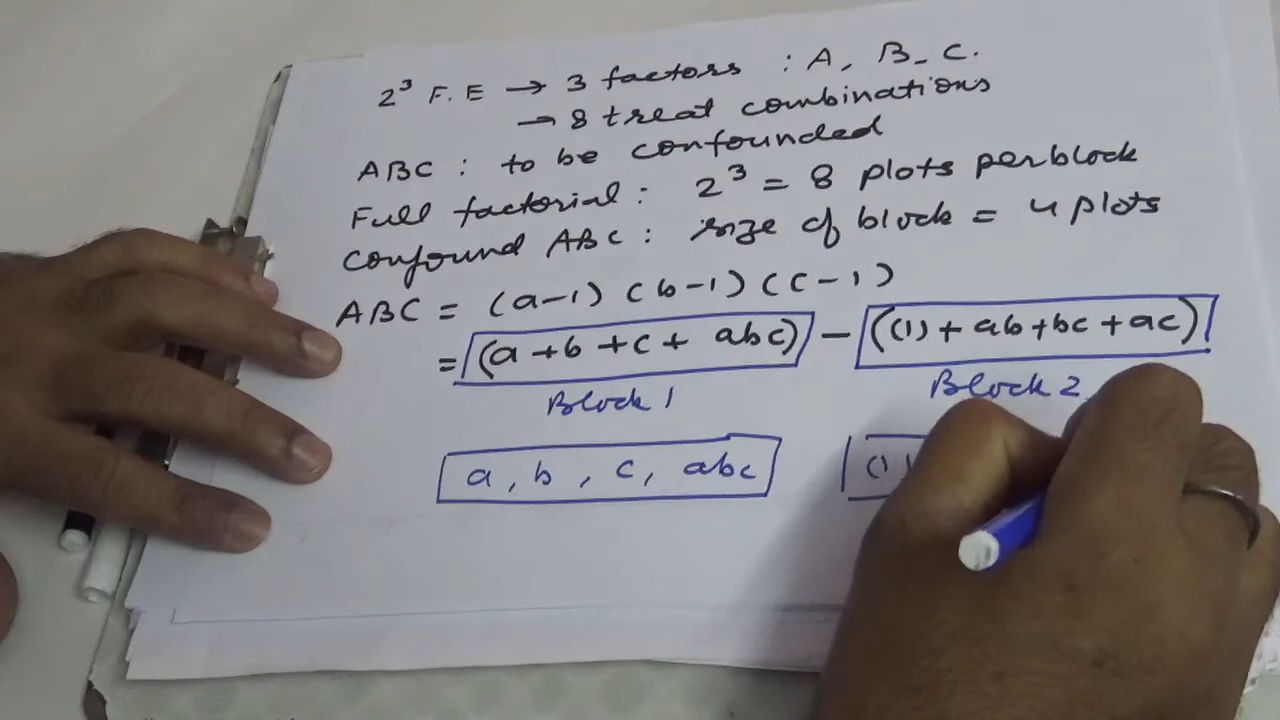 2³ F.E → 3 factors : A, B, C.
→ 8 treat combinations
ABC : to be confounded
Full factorial : 2³ = 8 plots per block
Confound ABC : size of block = 4 plots
ABC = (a-1) (b-1) (c-1)
= (a + b + c + abc) - ((1) + ab + bc + ac)
Block 1 Block 2
a, b, c, abc (1)